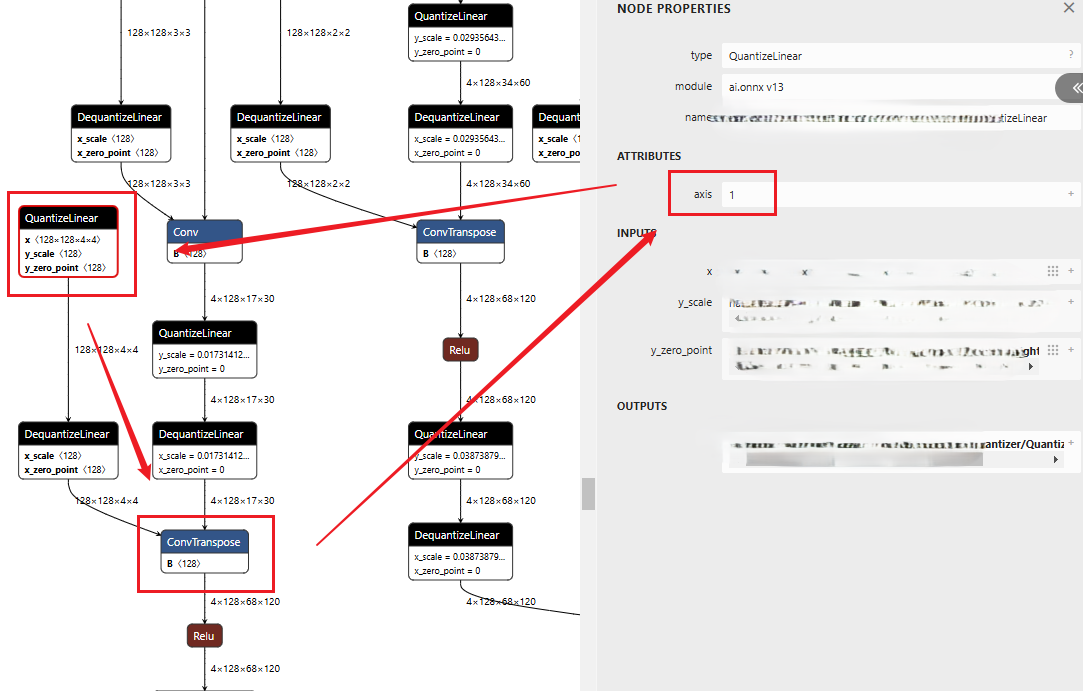 128×128×3×3
128×128×2×2
QuantizeLinear
y_scale = 0.02935643...
y_zero_point = 0
4×128×34×60
DequantizeLinear
x_scale 〈128〉
x_zero_point 〈128〉
DequantizeLinear
x_scale 〈128〉
x_zero_point 〈128〉
DequantizeLinear
x_scale = 0.02935643...
x_zero_point = 0
Dequant
x_scale 〈1
x_zero_po
128×128×3×3
128×128×2×2
4×128×34×60
QuantizeLinear
x 〈128×128×4×4〉
y_scale 〈128〉
y_zero_point 〈128〉
Conv
B 〈128〉
ConvTranspose
B 〈128〉
4×128×17×30
4×128×68×120
QuantizeLinear
y_scale = 0.01731412...
y_zero_point = 0
128×128×4×4
Relu
4×128×17×30
4×128×68×120
DequantizeLinear
x_scale 〈128〉
x_zero_point 〈128〉
DequantizeLinear
x_scale = 0.01731412...
x_zero_point = 0
QuantizeLinear
y_scale = 0.03873879...
y_zero_point = 0
128×128×4×4
4×128×17×30
4×128×68×120
ConvTranspose
B 〈128〉
DequantizeLinear
x_scale = 0.03873879...
x_zero_point = 0
4×128×68×120
4×128×68×120
Relu
4×128×68×120
NODE PROPERTIES
type QuantizeLinear ?
module ai.onnx v13
name tizeLinear
ATTRIBUTES
axis 1 +
INPUTS
x +
y_scale +
y_zero_point ght +
OUTPUTS
antizer/Quantiz +